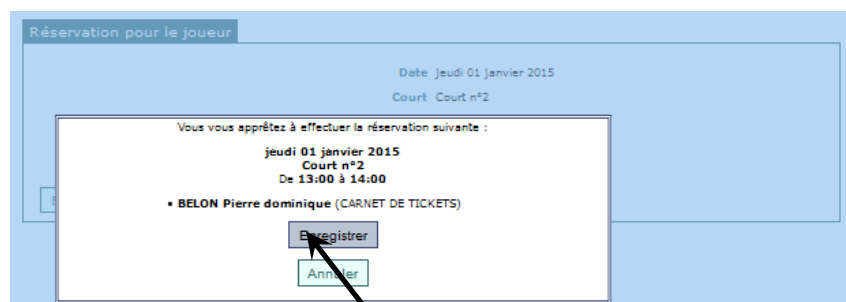 Réservation pour le joueur
Date jeudi 01 janvier 2015
Court Court n°2
Vous vous apprêtez à effectuer la réservation suivante :
jeudi 01 janvier 2015
Court n°2
De 13:00 à 14:00
• BELON Pierre dominique (CARNET DE TICKETS)
Enregistrer
Annuler